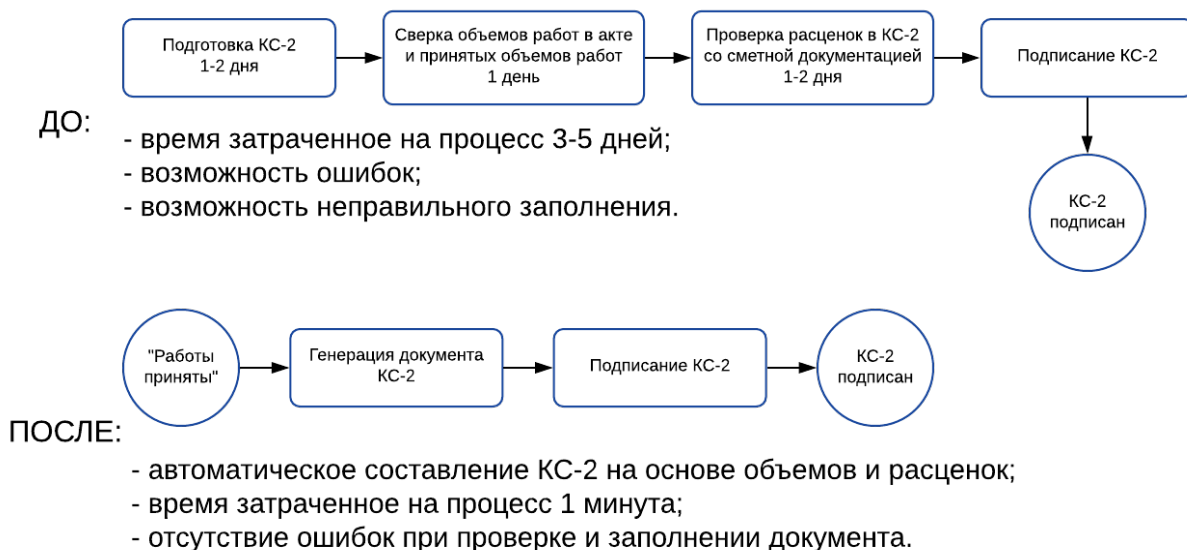 Подготовка КС-2
1-2 дня
Сверка объемов работ в акте
и принятых объемов работ
1 день
Проверка расценок в КС-2
со сметной документацией
1-2 дня
Подписание КС-2
ДО:
- время затраченное на процесс 3-5 дней;
- возможность ошибок;
- возможность неправильного заполнения.
КС-2
подписан
"Работы
приняты"
Генерация документа
КС-2
Подписание КС-2
КС-2
подписан
ПОСЛЕ:
- автоматическое составление КС-2 на основе объемов и расценок;
- время затраченное на процесс 1 минута;
- отсутствие ошибок при проверке и заполнении документа.